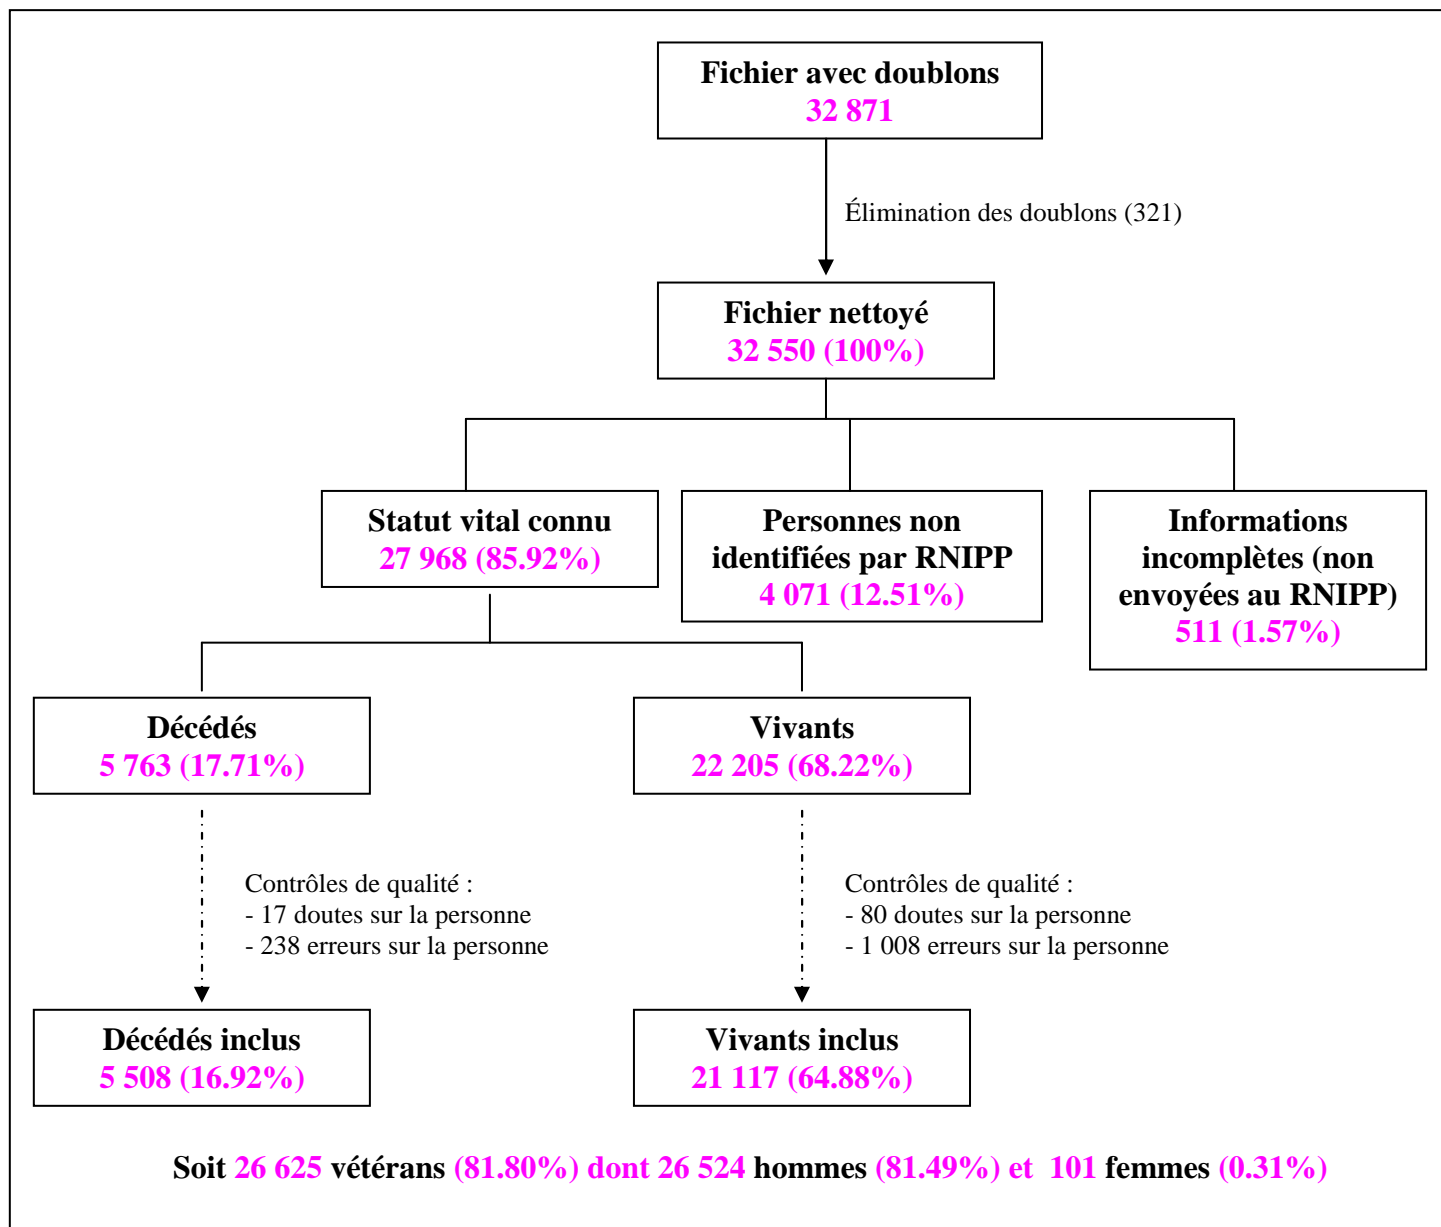 Fichier avec doublons
32 871
Élimination des doublons (321)
Fichier nettoyé
32 550 (100%)
Statut vital connu
27 968 (85.92%)
Personnes non
identifiées par RNIPP
4 071 (12.51%)
Informations
incomplètes (non
envoyées au RNIPP)
511 (1.57%)
Décédés
5 763 (17.71%)
Vivants
22 205 (68.22%)
Contrôles de qualité :
- 17 doutes sur la personne
- 238 erreurs sur la personne
Contrôles de qualité :
- 80 doutes sur la personne
- 1 008 erreurs sur la personne
Décédés inclus
5 508 (16.92%)
Vivants inclus
21 117 (64.88%)
Soit 26 625 vétérans (81.80%) dont 26 524 hommes (81.49%) et 101 femmes (0.31%)